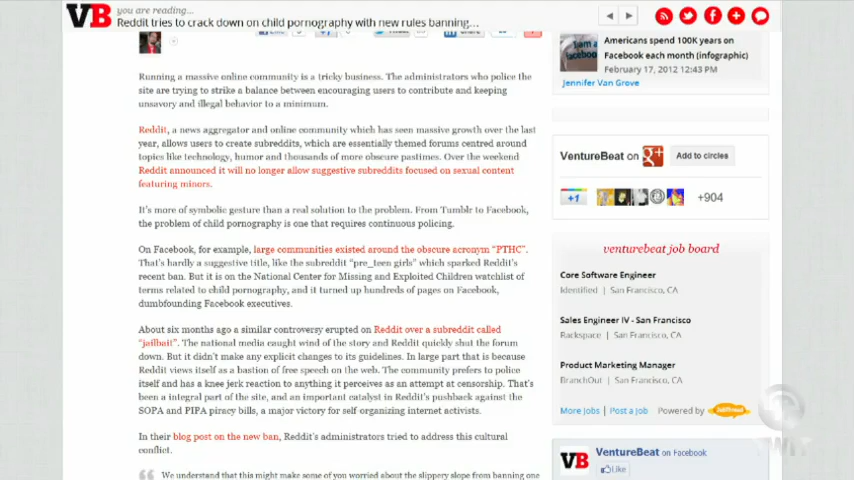 VB
you are reading...
Reddit tries to crack down on child pornography with new rules banning...
Running a massive online community is a tricky business. The administrators who police the
site are trying to strike a balance between encouraging users to contribute and keeping
unsavory and illegal behavior to a minimum.
Reddit, a news aggregator and online community which has seen massive growth over the last
year, allows users to create subreddits, which are essentially themed forums centred around
topics like technology, humor and thousands of more obscure pastimes. Over the weekend
Reddit announced it will no longer allow suggestive subreddits focused on sexual content
featuring minors.
It's more of symbolic gesture than a real solution to the problem. From Tumblr to Facebook,
the problem of child pornography is one that requires continuous policing.
On Facebook, for example, large communities existed around the obscure acronym "PTHC".
That's hardly a suggestive title, like the subreddit "pre_teen girls" which sparked Reddit's
recent ban. But it is on the National Center for Missing and Exploited Children watchlist of
terms related to child pornography, and it turned up hundreds of pages on Facebook,
dumbfounding Facebook executives.
About six months ago a similar controversy erupted on Reddit over a subreddit called
"jailbait". The national media caught wind of the story and Reddit quickly shut the forum
down. But it didn't make any explicit changes to its guidelines. In large part that is because
Reddit views itself as a bastion of free speech on the web. The community prefers to police
itself and has a knee jerk reaction to anything it perceives as an attempt at censorship. That's
been a integral part of the site, and an important catalyst in Reddit's pushback against the
SOPA and PIPA piracy bills, a major victory for self organizing internet activists.
In their blog post on the new ban, Reddit's administrators tried to address this cultural
conflict.
We understand that this might make some of you worried about the slippery slope from banning one
Americans spend 100K years on
Facebook each month (infographic)
February 17, 2012 12:43 PM
Jennifer Van Grove
VentureBeat on
g+
Add to circles
+1
+904
venturebeat job board
Core Software Engineer
Identified | San Francisco, CA
Sales Engineer IV - San Francisco
Rackspace | San Francisco, CA
Product Marketing Manager
BranchOut | San Francisco, CA
More Jobs | Post a job Powered by
VB
VentureBeat on Facebook
Like
TWiT